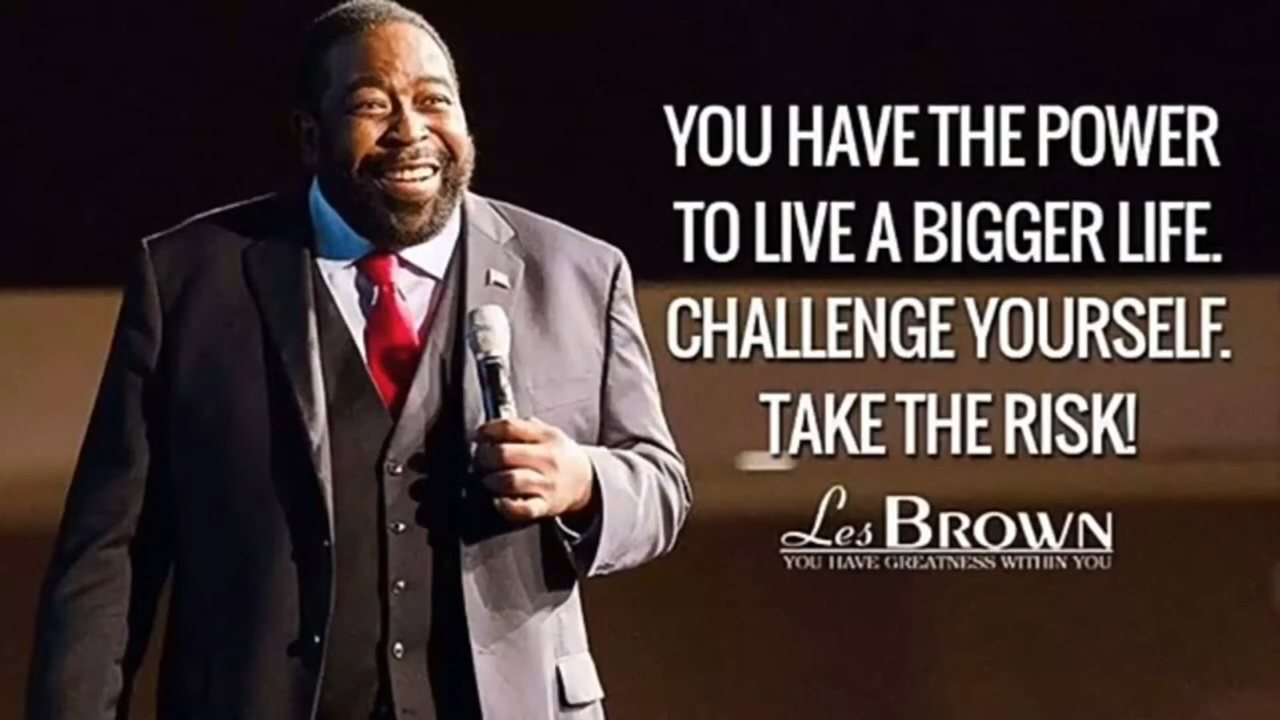 YOU HAVE THE POWER
TO LIVE A BIGGER LIFE.
CHALLENGE YOURSELF.
TAKE THE RISK!
Les BROWN
YOU HAVE GREATNESS WITHIN YOU